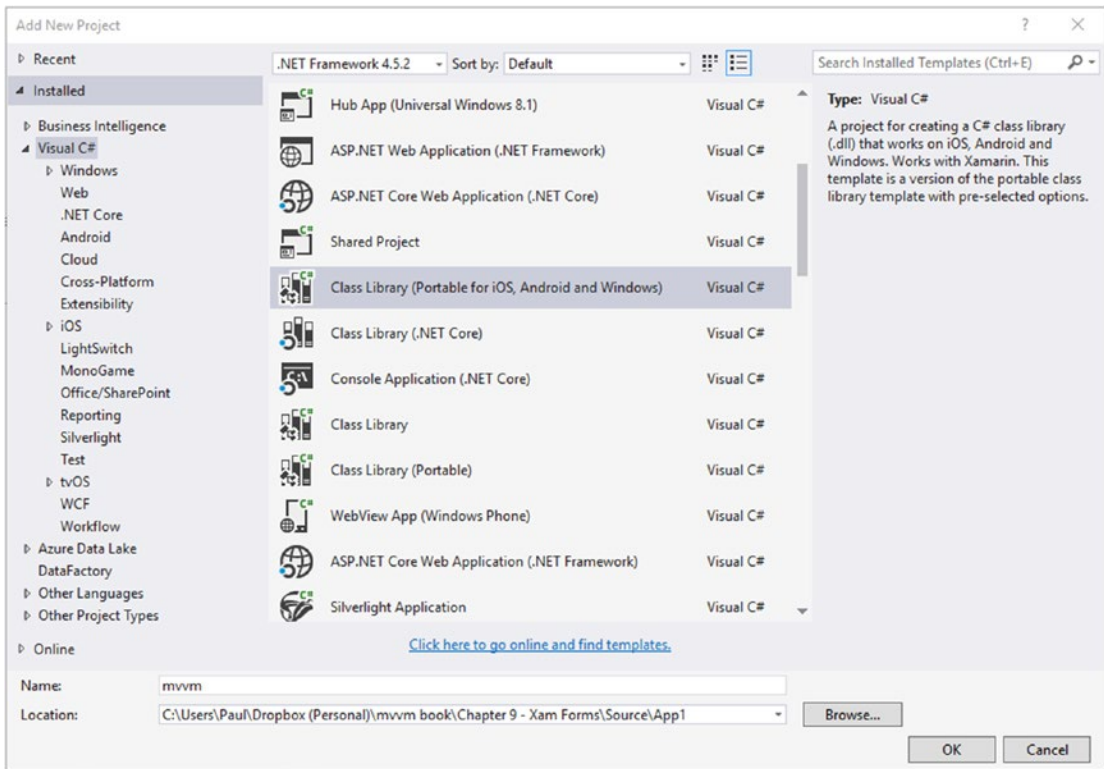 Add New Project
Recent
Installed
Business Intelligence
Visual C#
Windows
Web
.NET Core
Android
Cloud
Cross-Platform
Extensibility
iOS
LightSwitch
MonoGame
Office/SharePoint
Reporting
Silverlight
Test
tvOS
WCF
Workflow
Azure Data Lake
DataFactory
Other Languages
Other Project Types
Online
.NET Framework 4.5.2 Sort by: Default
Hub App (Universal Windows 8.1) Visual C#
ASP.NET Web Application (.NET Framework) Visual C#
ASP.NET Core Web Application (.NET Core) Visual C#
Shared Project Visual C#
Class Library (Portable for iOS, Android and Windows) Visual C#
Class Library (.NET Core) Visual C#
Console Application (.NET Core) Visual C#
Class Library Visual C#
Class Library (Portable) Visual C#
WebView App (Windows Phone) Visual C#
ASP.NET Core Web Application (.NET Framework) Visual C#
Silverlight Application Visual C#
Click here to go online and find templates.
Search Installed Templates (Ctrl+E)
Type: Visual C#
A project for creating a C# class library
(.dll) that works on iOS, Android and
Windows. Works with Xamarin. This
template is a version of the portable class
library template with pre-selected options.
Name: mvvm
Location: C:\Users\Paul\Dropbox (Personal)\mvvm book\Chapter 9 - Xam Forms\Source\App1 Browse...
OK Cancel